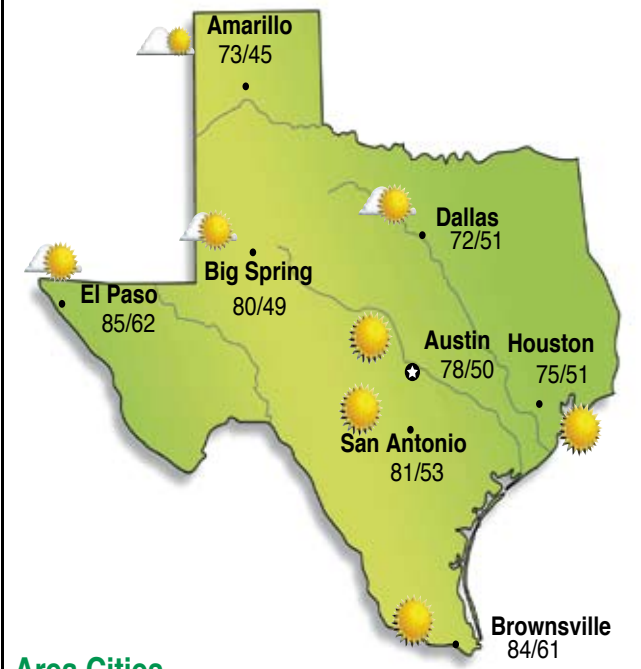 Amarillo
73/45
Dallas
72/51
Big Spring
80/49
El Paso
85/62
Austin
78/50
Houston
75/51
San Antonio
81/53
Brownsville
84/61
Area Cities